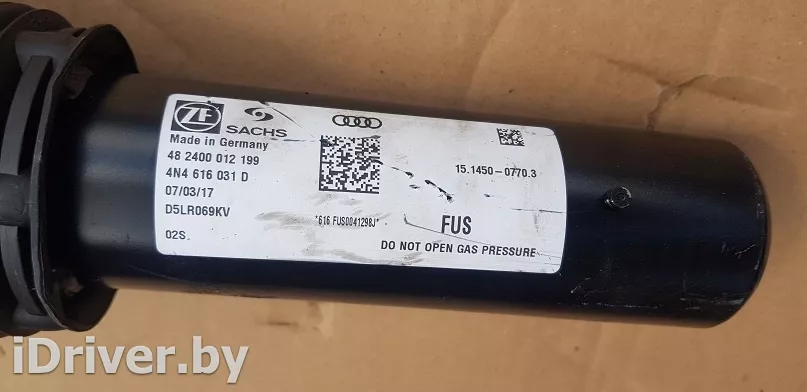 ZF SACHS
Made in Germany
48 2400 012 199
4N4 616 031 D
07/03/17
D5LR069KV
02S.
*616 FUS0041298J*
15.1450-0770.3
FUS
DO NOT OPEN GAS PRESSURE
iDriver.by